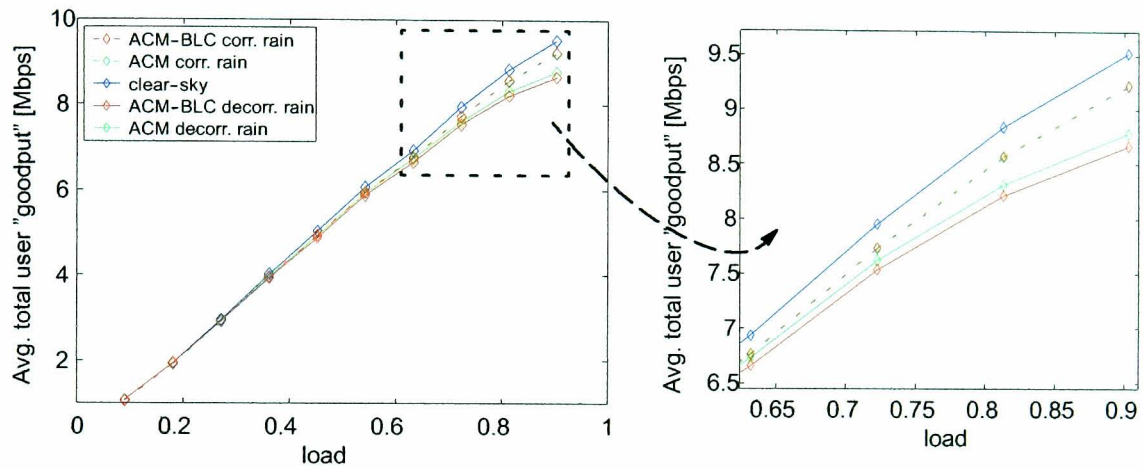 Avg. total user "goodput" [Mbps]
10
8
6
4
2
ACM-BLC corr. rain
ACM corr. rain
clear-sky
ACM-BLC decorr. rain
ACM decorr. rain
0 0.2 0.4 0.6 0.8 1
load
Avg. total user "goodput" [Mbps]
9.5
9
8.5
8
7.5
7
6.5
0.65 0.7 0.75 0.8 0.85 0.9
load